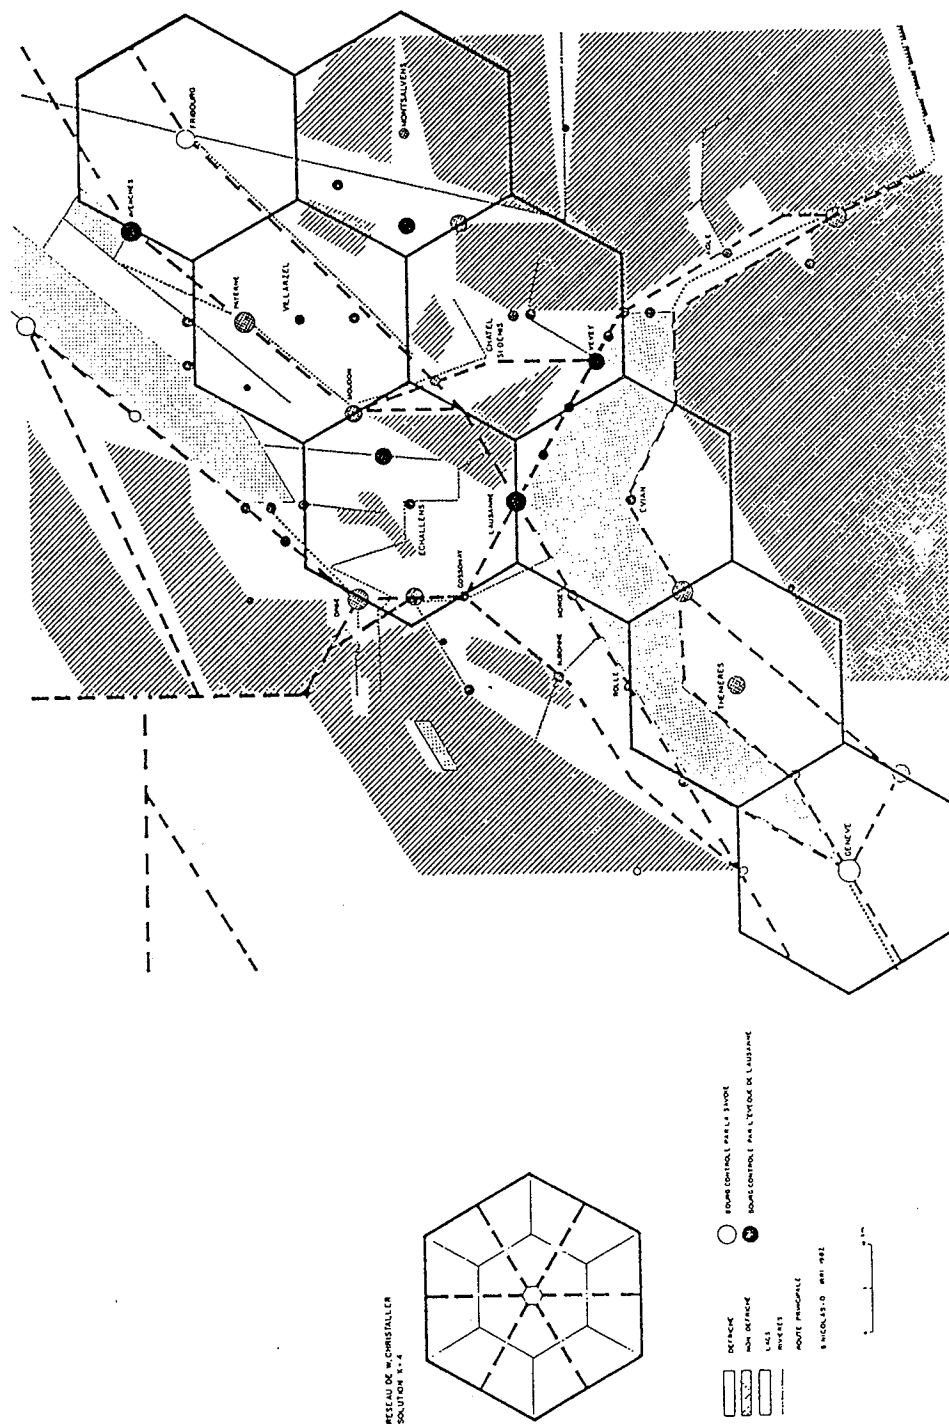 FRIBOURG
MONTSALVENS
AVENCHES
PAYERNE
VILLARZEL
MOUDON
CHATEL
ST DENIS
VEVEY
AIGLE
LAUSANNE
ECHALLENS
EVIAN
COSSONAY
ORBE
MORGES
AUBONNE
ROLLE
GENEVE
RESEAU DE W. CHRISTALLER
SOLUTION K=4
DEFRICHE
NON DEFRICHE
LACS
RIVIERES
ROUTE PRINCIPALE
BOURG CONTROLE PAR LA SAVOIE
BOURG CONTROLE PAR L'EVEQUE DE LAUSANNE